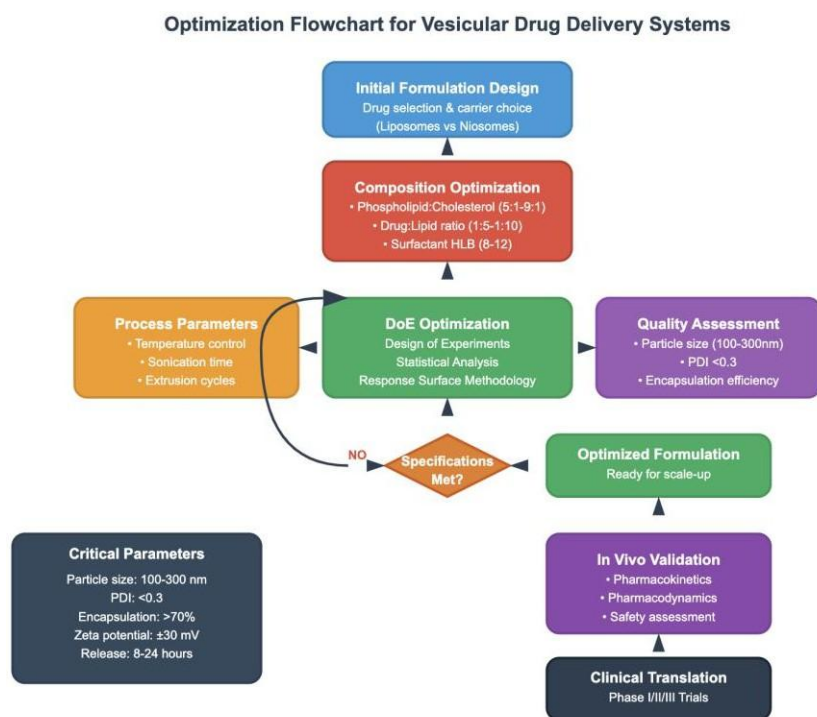 Optimization Flowchart for Vesicular Drug Delivery Systems
Initial Formulation Design
Drug selection & carrier choice
(Liposomes vs Niosomes)
Composition Optimization
• Phospholipid:Cholesterol (5:1-9:1)
• Drug:Lipid ratio (1:5-1:10)
• Surfactant HLB (8-12)
Process Parameters
• Temperature control
• Sonication time
• Extrusion cycles
DoE Optimization
Design of Experiments
Statistical Analysis
Response Surface Methodology
Quality Assessment
• Particle size (100-300nm)
• PDI <0.3
• Encapsulation efficiency
NO
Specifications
Met?
Optimized Formulation
Ready for scale-up
Critical Parameters
Particle size: 100-300 nm
PDI: <0.3
Encapsulation: >70%
Zeta potential: ±30 mV
Release: 8-24 hours
In Vivo Validation
• Pharmacokinetics
• Pharmacodynamics
• Safety assessment
Clinical Translation
Phase I/II/III Trials